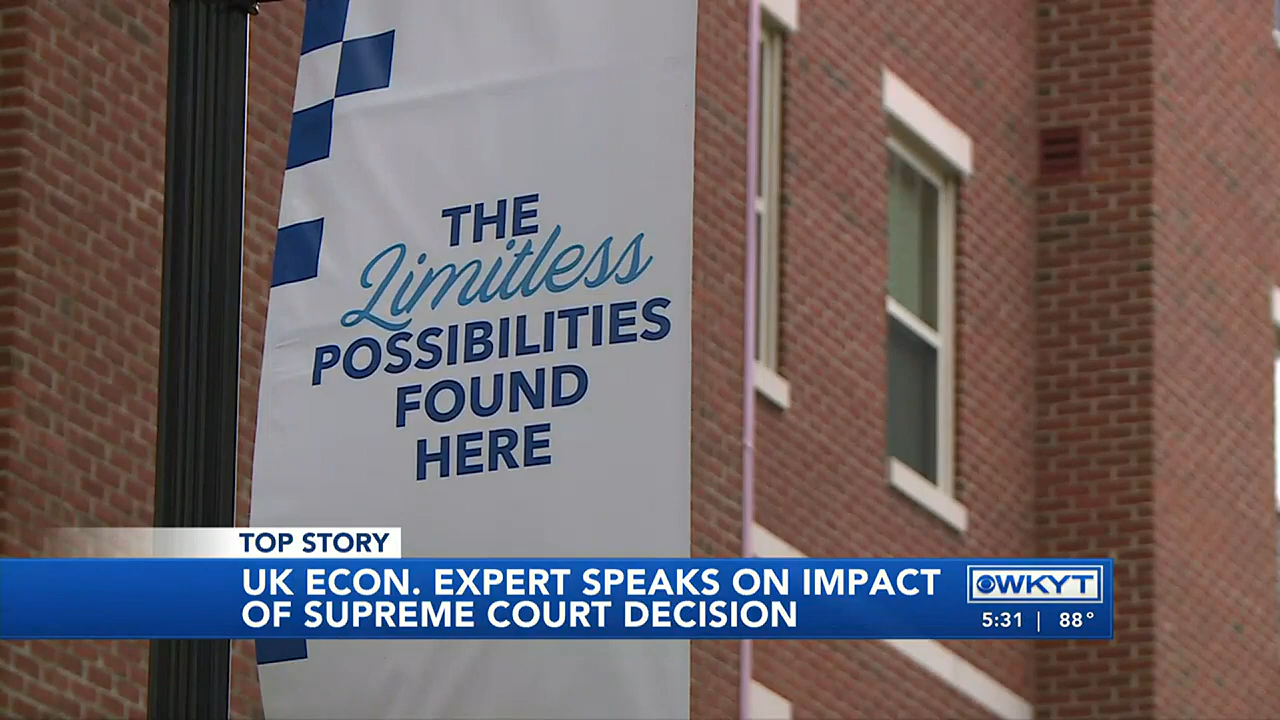 THE
Limitless
POSSIBILITIES
FOUND
HERE
TOP STORY
UK ECON. EXPERT SPEAKS ON IMPACT
OF SUPREME COURT DECISION
WKYT
5:31 | 88°